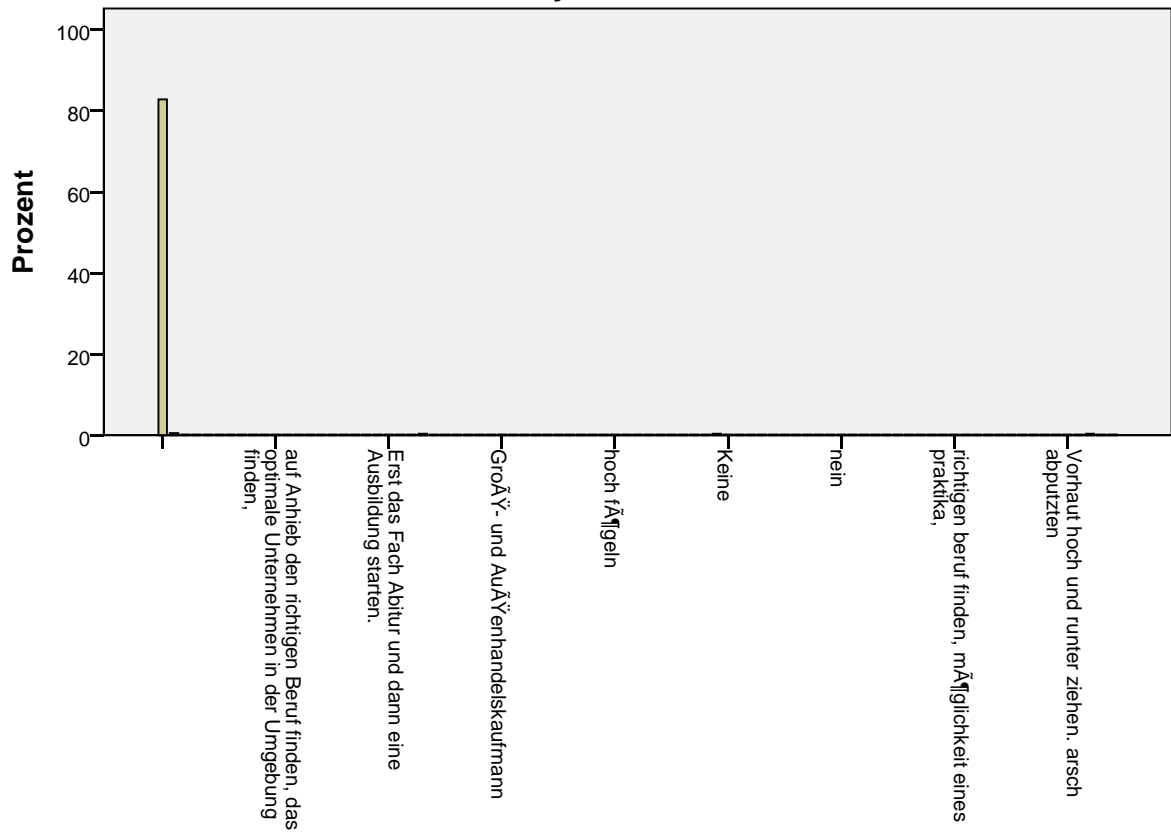 100
80
60
40
20
0
Prozent
auf Anhieb den richtigen Beruf finden, das
optimale Unternehmen in der Umgebung
finden,
Erst das Fach Abitur und dann eine
Ausbildung starten.
GroÃŸ- und AuÃŸenhandelskaufmann
hoch fÃ¶geln
Keine
nein
richtigen beruf finden, mÃ¶glichkeit eines
praktika,
Vorhaut hoch und runter ziehen. arsch
abputzten